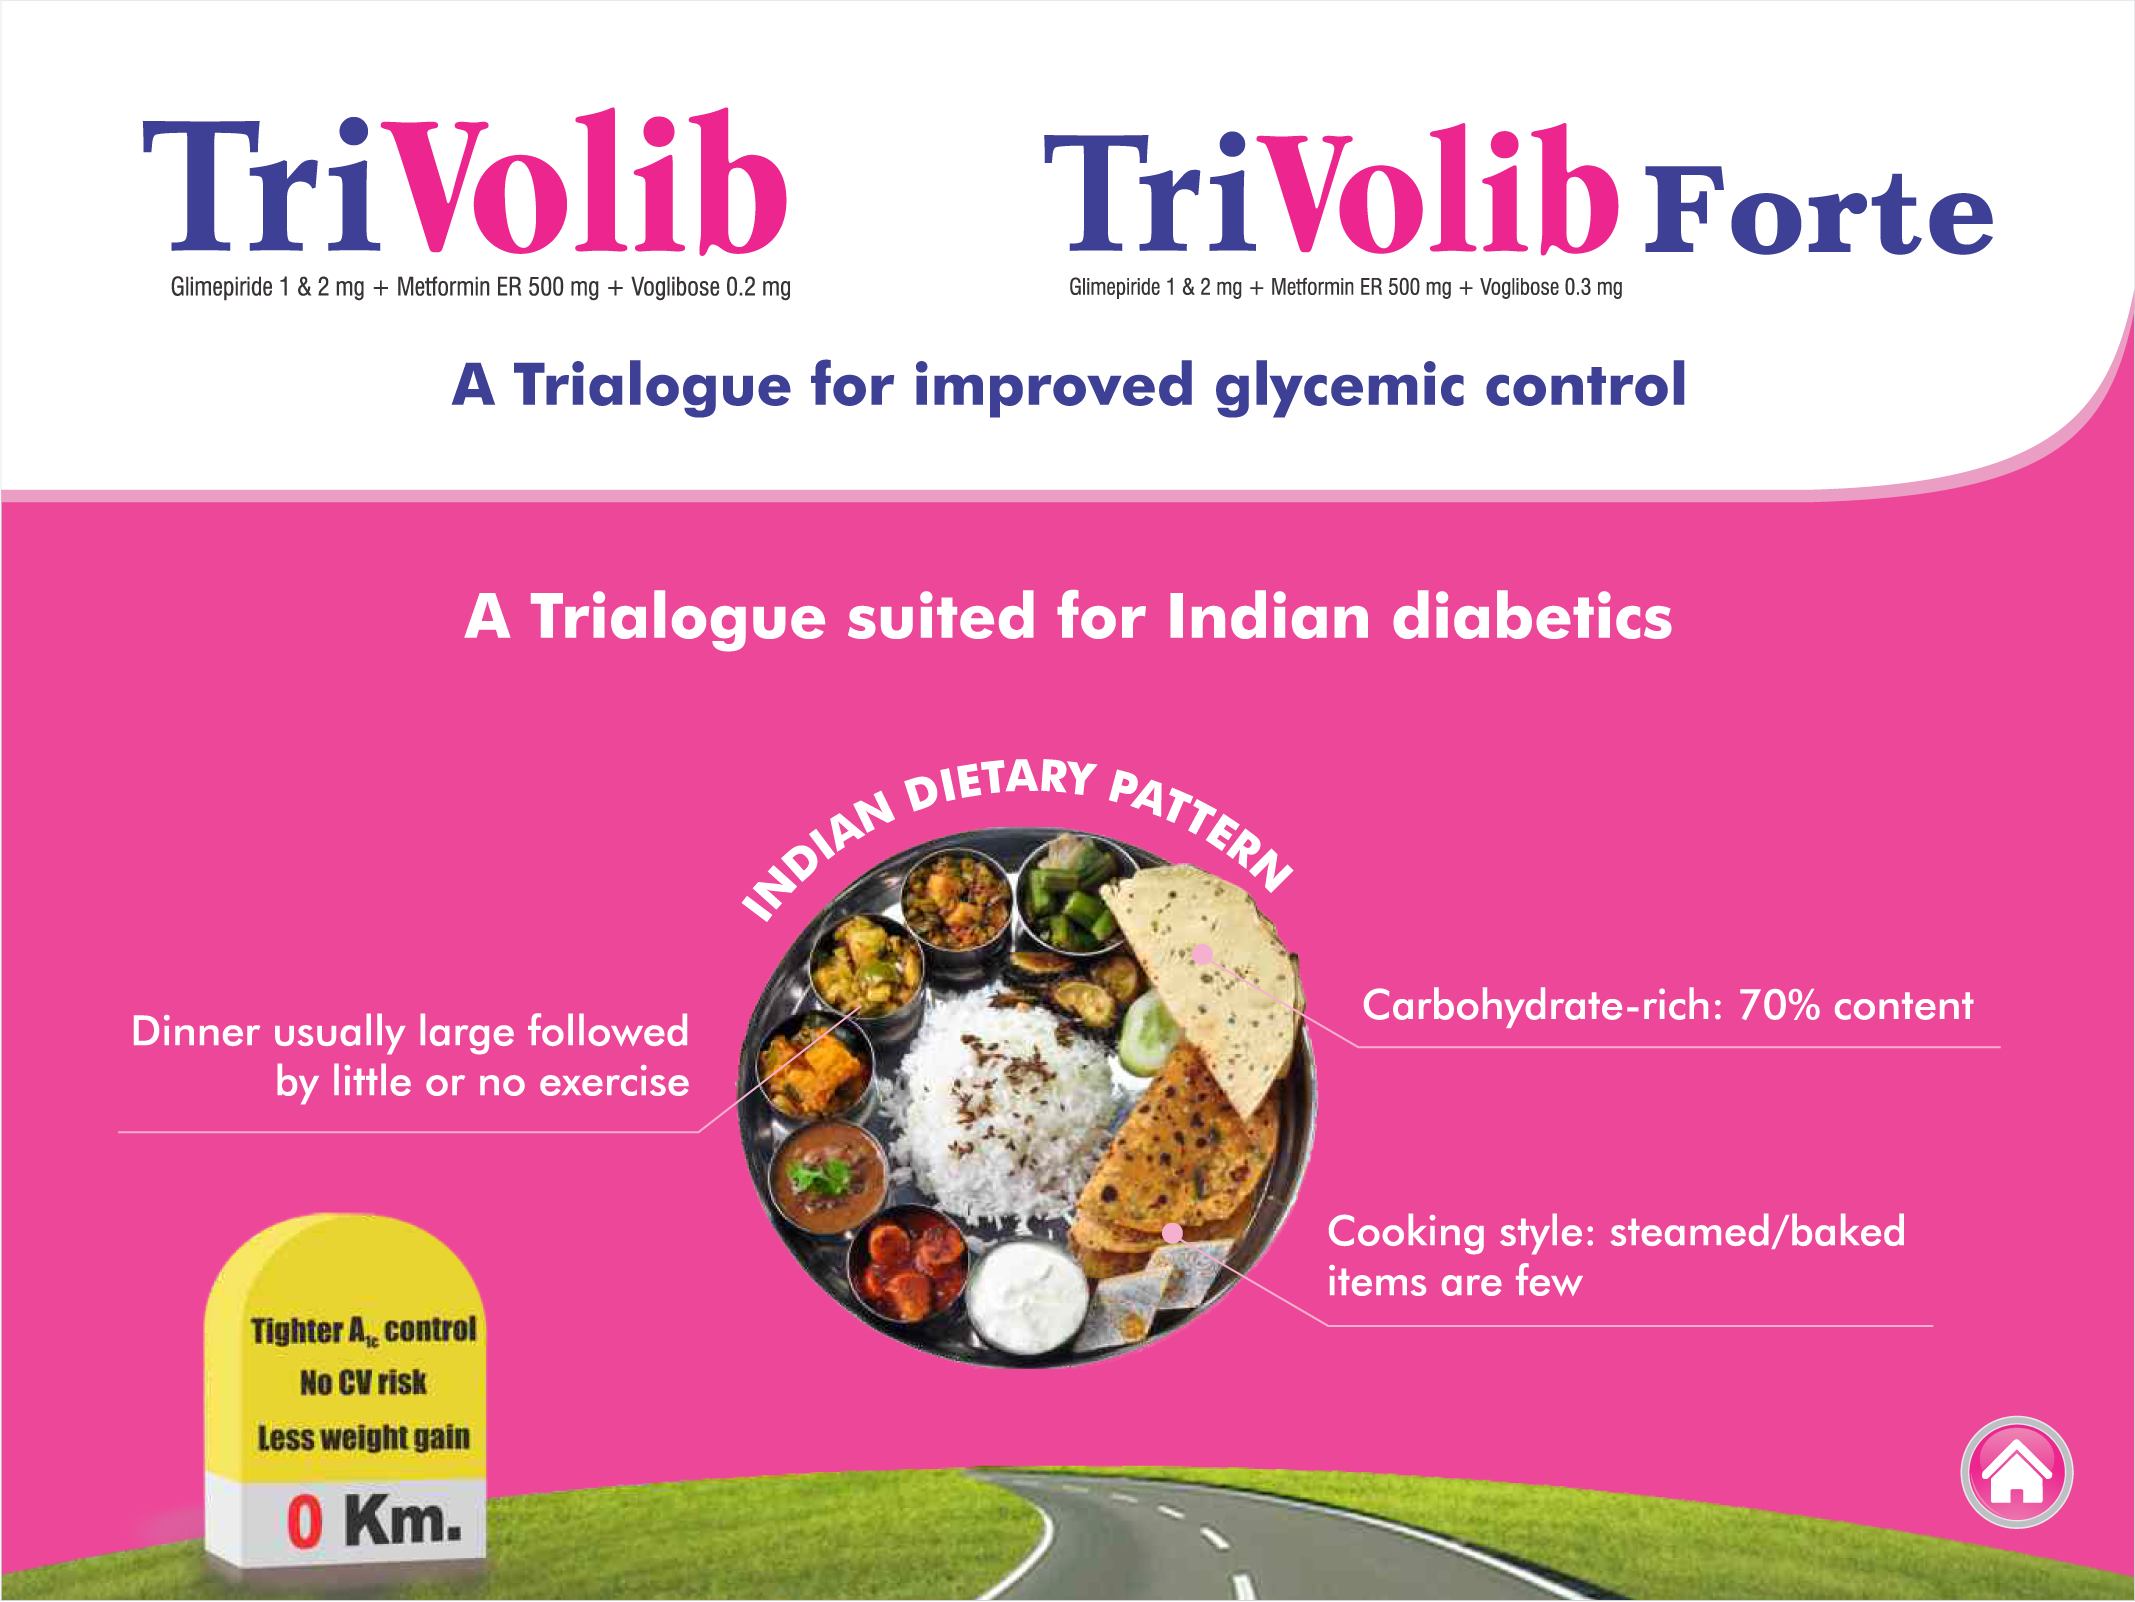 TriVolib
Glimepiride 1 & 2 mg + Metformin ER 500 mg + Voglibose 0.2 mg
TriVolib Forte
Glimepiride 1 & 2 mg + Metformin ER 500 mg + Voglibose 0.3 mg
A Trialogue for improved glycemic control
A Trialogue suited for Indian diabetics
INDIAN DIETARY PATTERN
Dinner usually large followed
by little or no exercise
Carbohydrate-rich: 70% content
Cooking style: steamed/baked
items are few
Tighter A1c control
No CV risk
Less weight gain
0 Km.